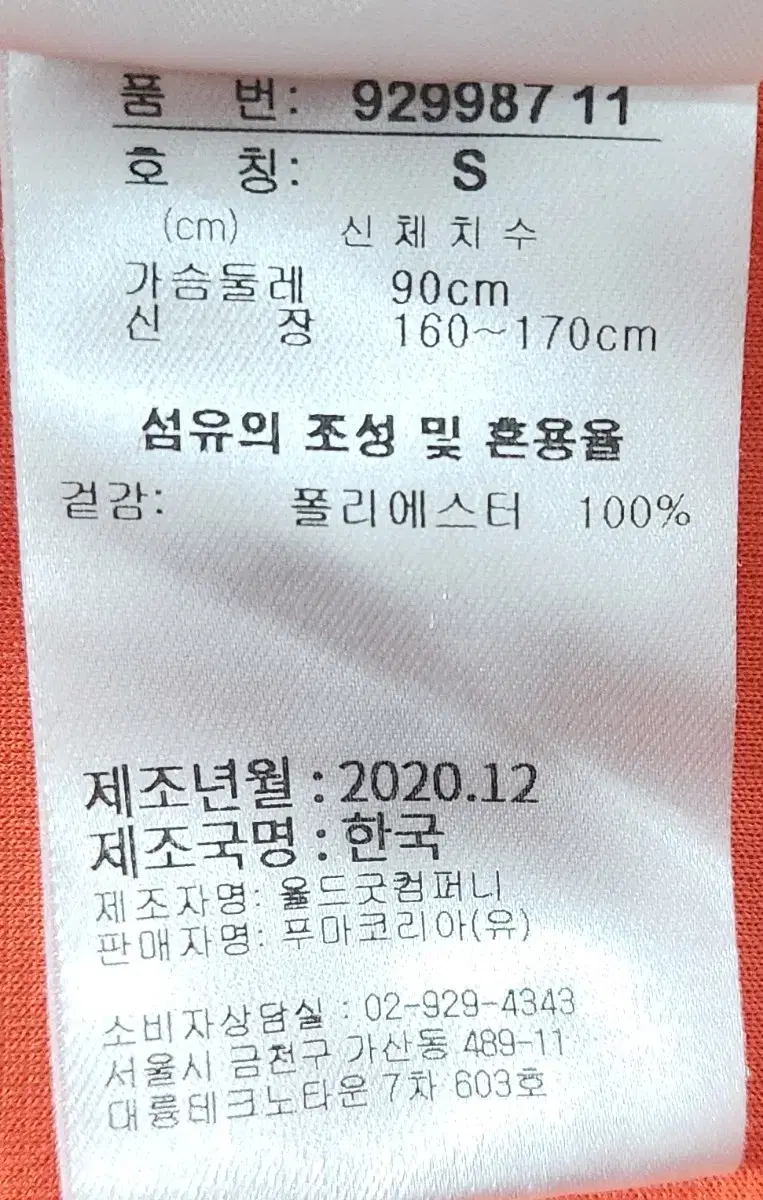 품 번: 929987 11
호 칭: S
(cm) 신체치수
가슴둘레 90cm
신 장 160~170cm
섬유의 조성 및 혼용율
겉감: 폴리에스터 100%
제조년월 : 2020.12
제조국명 : 한국
제조자명: 올드굿컴퍼니
판매자명: 푸마코리아(유)
소비자상담실 : 02-929-4343
서울시 금천구 가산동 489-11
대륭테크노타운 7차 603호